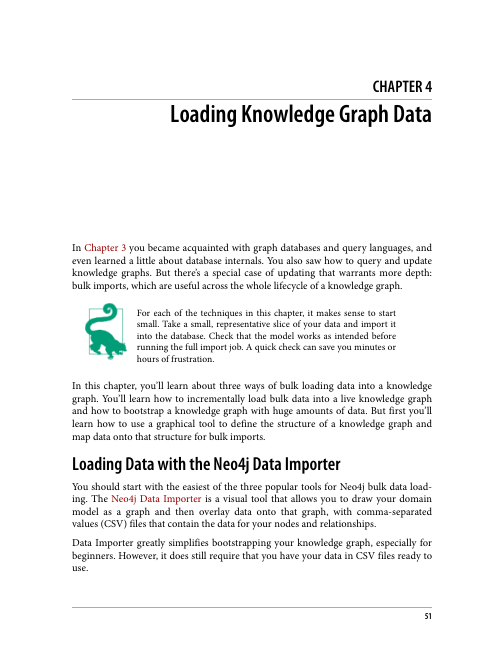 CHAPTER 4
Loading Knowledge Graph Data
In Chapter 3 you became acquainted with graph databases and query languages, and
even learned a little about database internals. You also saw how to query and update
knowledge graphs. But there's a special case of updating that warrants more depth:
bulk imports, which are useful across the whole lifecycle of a knowledge graph.
For each of the techniques in this chapter, it makes sense to start
small. Take a small, representative slice of your data and import it
into the database. Check that the model works as intended before
running the full import job. A quick check can save you minutes or
hours of frustration.
In this chapter, you'll learn about three ways of bulk loading data into a knowledge
graph. You'll learn how to incrementally load bulk data into a live knowledge graph
and how to bootstrap a knowledge graph with huge amounts of data. But first you'll
learn how to use a graphical tool to define the structure of a knowledge graph and
map data onto that structure for bulk imports.
Loading Data with the Neo4j Data Importer
You should start with the easiest of the three popular tools for Neo4j bulk data load-
ing. The Neo4j Data Importer is a visual tool that allows you to draw your domain
model as a graph and then overlay data onto that graph, with comma-separated
values (CSV) files that contain the data for your nodes and relationships.
Data Importer greatly simplifies bootstrapping your knowledge graph, especially for
beginners. However, it does still require that you have your data in CSV files ready to
use.
51